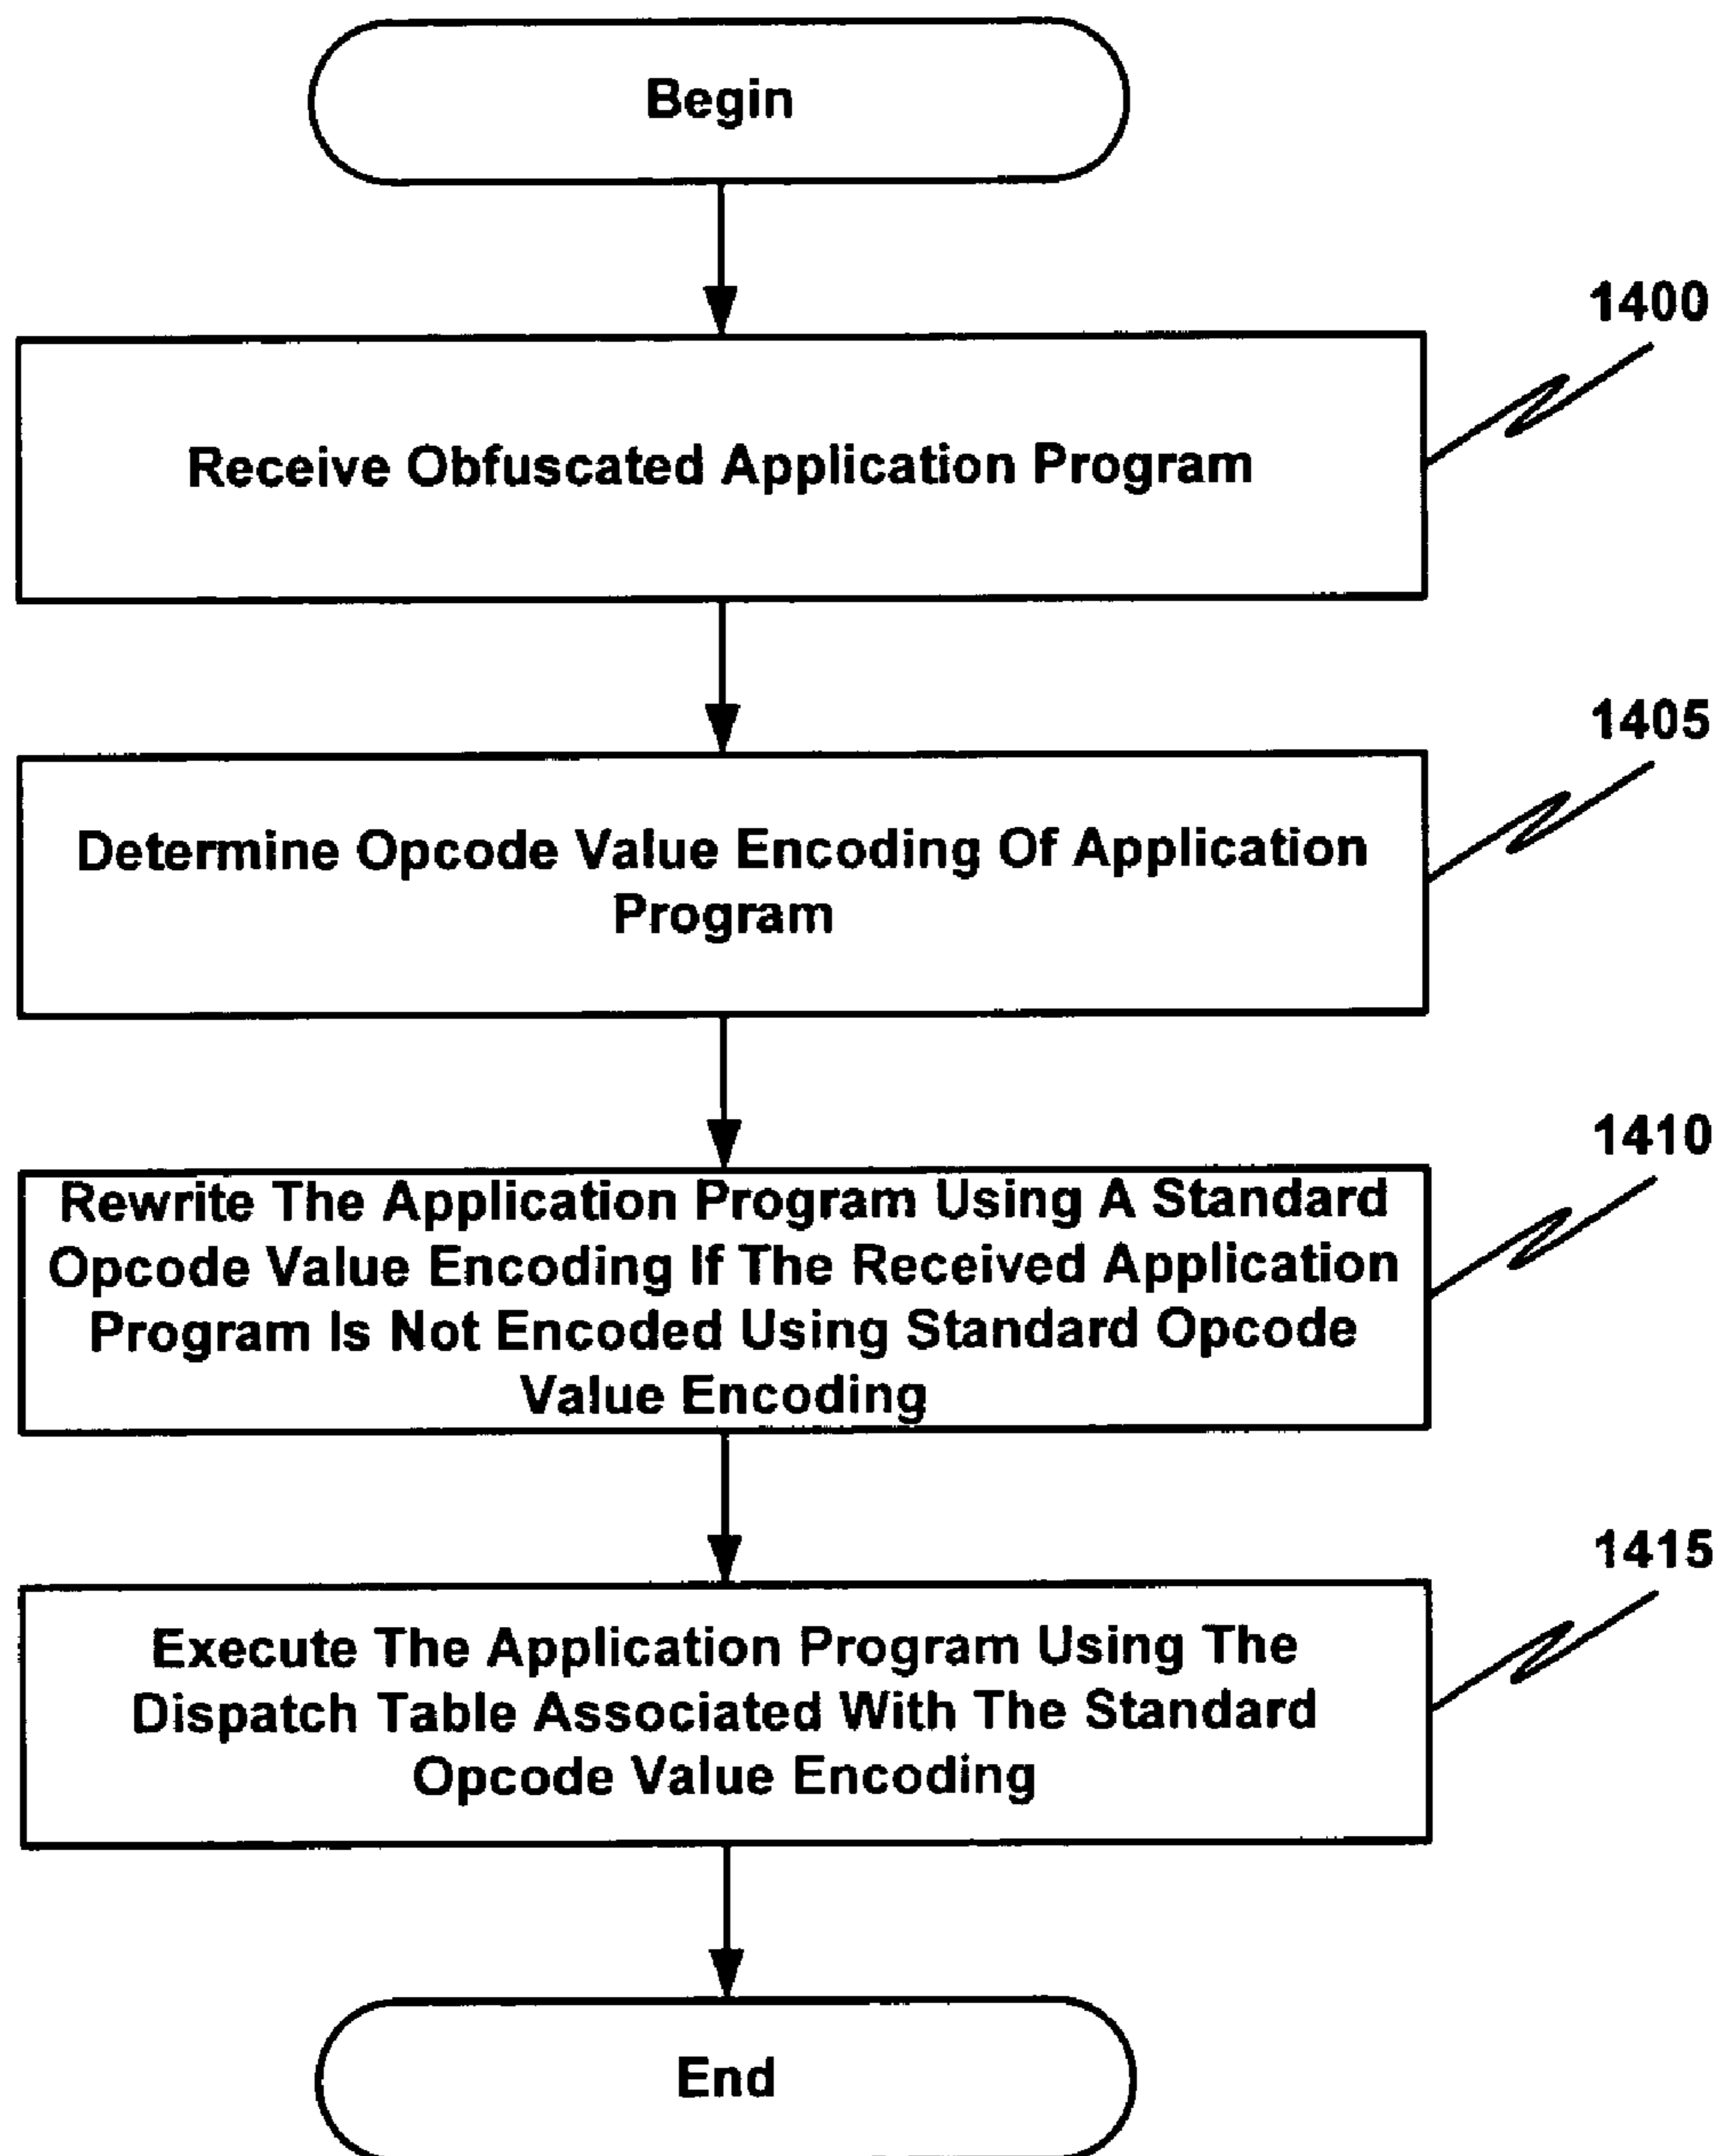 Begin
1400
Receive Obfuscated Application Program
1405
Determine Opcode Value Encoding Of Application
Program
1410
Rewrite The Application Program Using A Standard
Opcode Value Encoding If The Received Application
Program Is Not Encoded Using Standard Opcode
Value Encoding
1415
Execute The Application Program Using The
Dispatch Table Associated With The Standard
Opcode Value Encoding
End